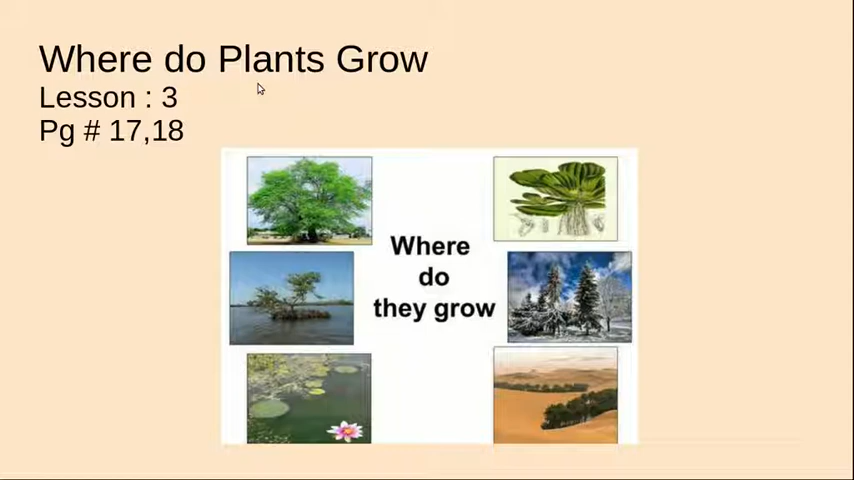 Where do Plants Grow
Lesson : 3
Pg # 17,18
Where
do
they grow